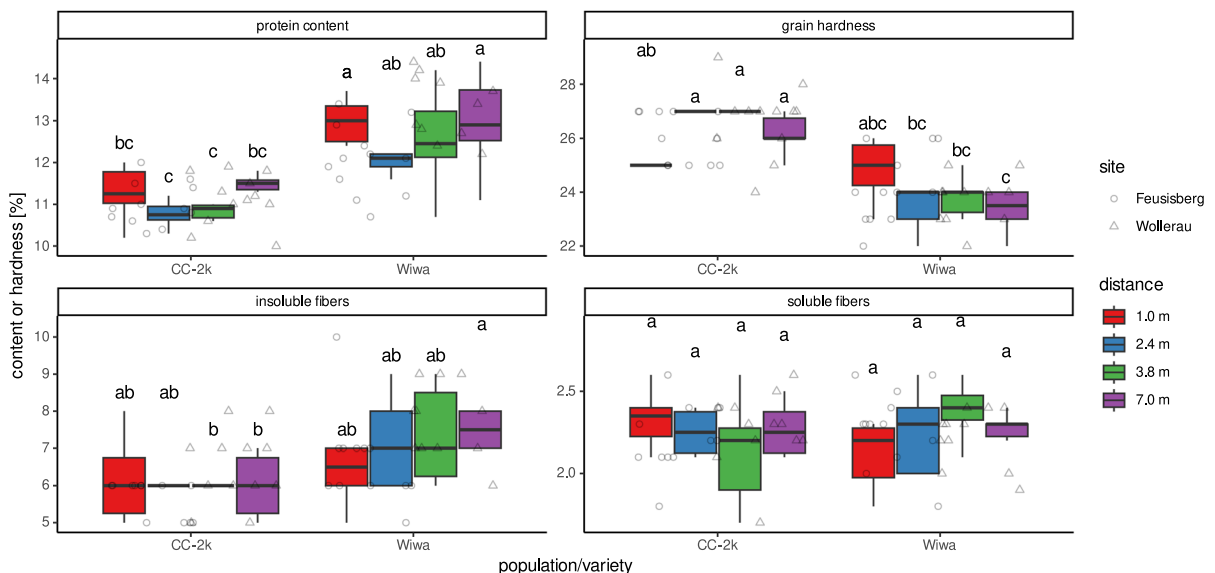 protein content
grain hardness
bc
c
c
bc
a
ab
ab
a
14
13
12
11
10
CC-2k
Wiwa
ab
a
a
a
abc
bc
bc
c
28
26
24
22
CC-2k
Wiwa
content or hardness [%]
insoluble fibers
soluble fibers
ab
ab
b
b
ab
ab
ab
a
10
9
8
7
6
5
CC-2k
Wiwa
a
a
a
a
a
a
a
a
2.5
2.0
CC-2k
Wiwa
population/variety
site
Feusisberg
Wollerau
distance
1.0 m
2.4 m
3.8 m
7.0 m